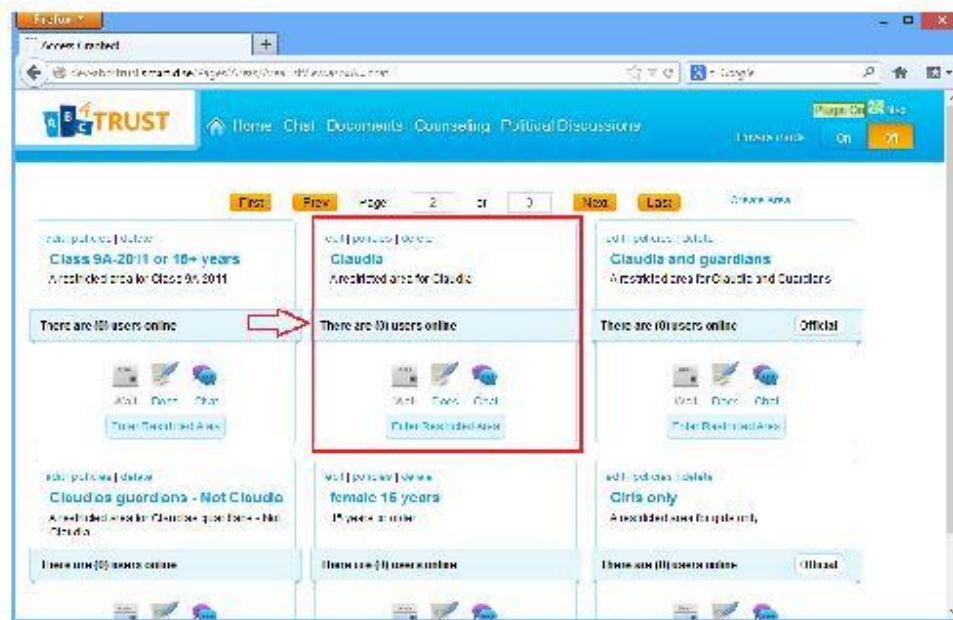 Firefox
Access Granted
Google
ABC4TRUST
Home Chat Documents Counseling Political Discussions
Plugin On
On
Off
First Prev Page 2 Next Last Create Area
edit | policies | delete
Class 9A-2011 or 16+ years
A restricted area for Class 9A 2011
There are (0) users online
Wall Docs Chat
Enter Restricted Area
edit | policies | delete
Claudia
A restricted area for Claudia
There are (0) users online
Wall Docs Chat
Enter Restricted Area
edit | policies | delete
Claudia and guardians
A restricted area for Claudia and Guardians
There are (0) users online Official
Wall Docs Chat
Enter Restricted Area
edit | policies | delete
Claudias guardians - Not Claudia
A restricted area for Claudias guardians - Not
Claudia
There are (0) users online
edit | policies | delete
female 16 years
years or older
There are (0) users online
edit | policies | delete
Girls only
A restricted area for girls only
There are (0) users online Official